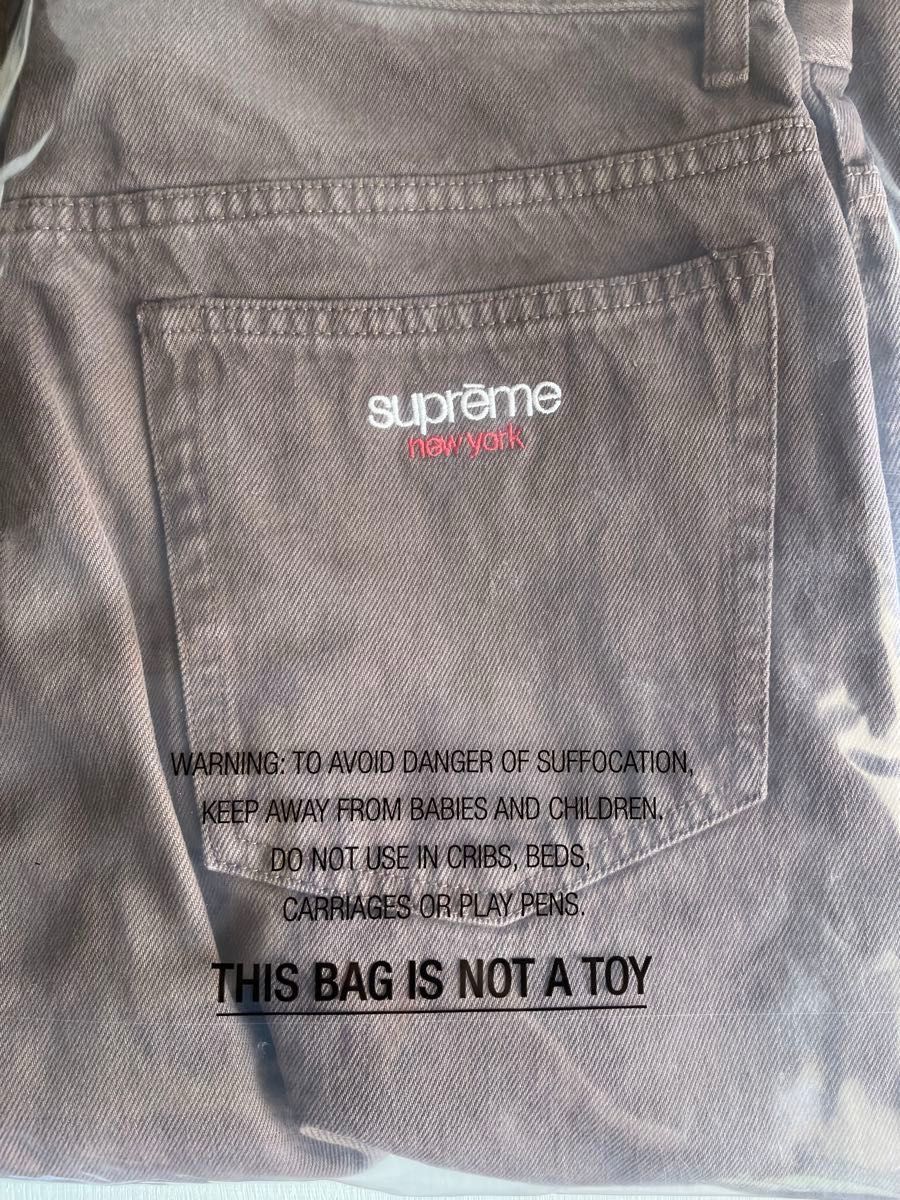 suprēme
new york
WARNING: TO AVOID DANGER OF SUFFOCATION,
KEEP AWAY FROM BABIES AND CHILDREN.
DO NOT USE IN CRIBS, BEDS,
CARRIAGES OR PLAY PENS.
THIS BAG IS NOT A TOY